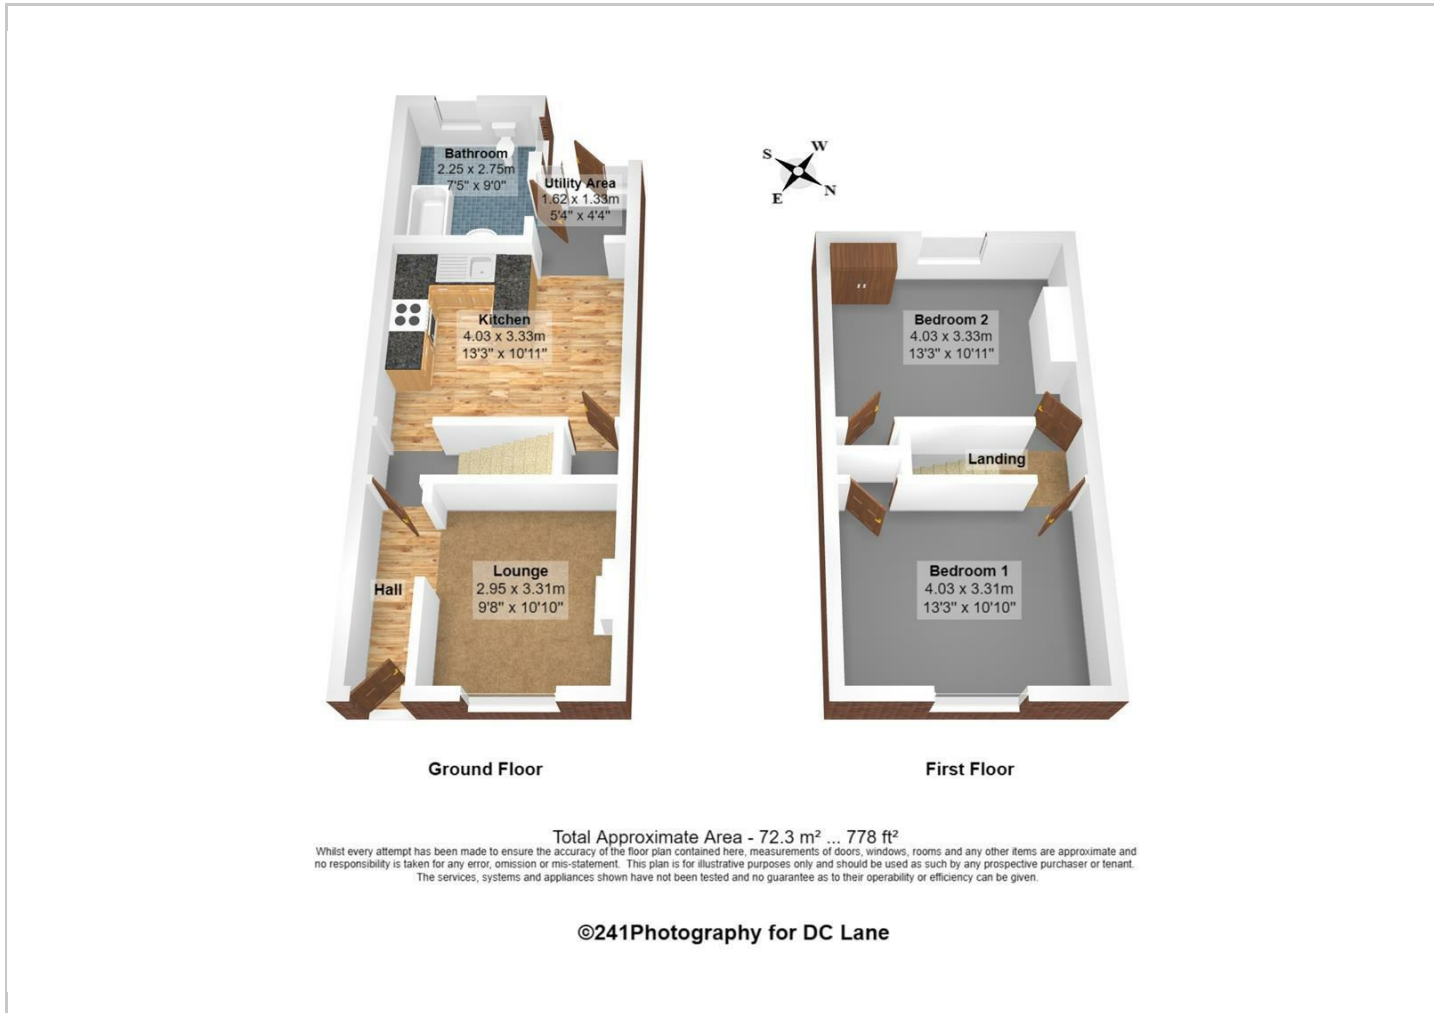 Bathroom
2.25 x 2.75m
7'5" x 9'0"
Utility Area
1.62 x 1.33m
5'4" x 4'4"
Kitchen
4.03 x 3.33m
13'3" x 10'11"
Lounge
2.95 x 3.31m
9'8" x 10'10"
Hall
Ground Floor
S
W
E
N
Bedroom 2
4.03 x 3.33m
13'3" x 10'11"
Landing
Bedroom 1
4.03 x 3.31m
13'3" x 10'10"
First Floor
Total Approximate Area - 72.3 m² ... 778 ft²
Whilst every attempt has been made to ensure the accuracy of the floor plan contained here, measurements of doors, windows, rooms and any other items are approximate and
no responsibility is taken for any error, omission or mis-statement. This plan is for illustrative purposes only and should be used as such by any prospective purchaser or tenant.
The services, systems and appliances shown have not been tested and no guarantee as to their operability or efficiency can be given.
©241Photography for DC Lane